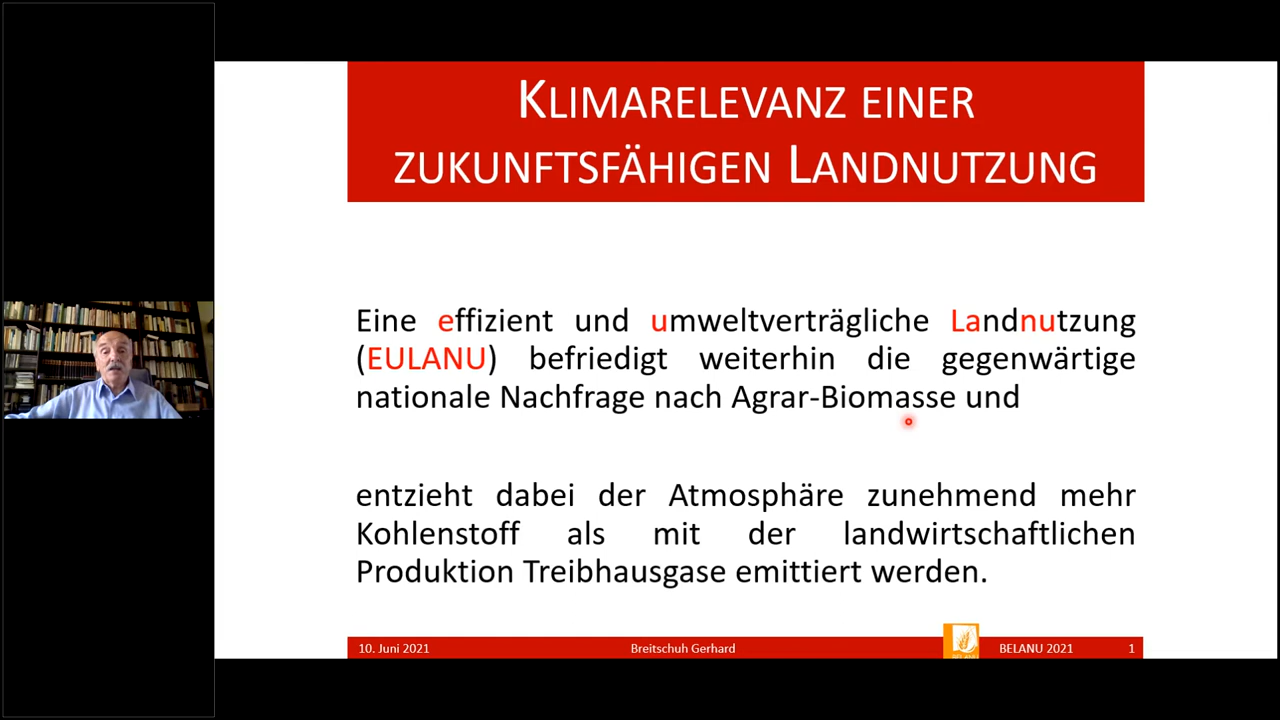 KLIMARELEVANZ EINER
ZUKUNFTSFÄHIGEN LANDNUTZUNG
Eine effizient und umweltverträgliche Landnutzung
(EULANU) befriedigt weiterhin die gegenwärtige
nationale Nachfrage nach Agrar-Biomasse und
entzieht dabei der Atmosphäre zunehmend mehr
Kohlenstoff als mit der landwirtschaftlichen
Produktion Treibhausgase emittiert werden.
10. Juni 2021 Breitschuh Gerhard BELANU 2021 1